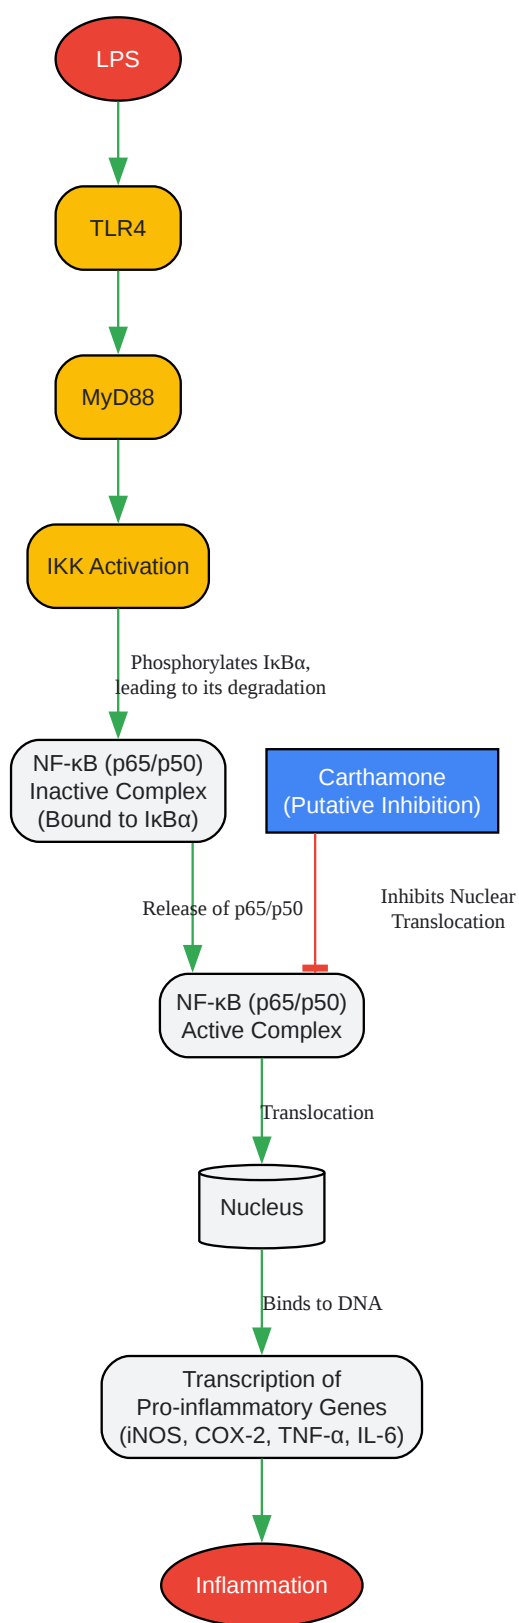 LPS
TLR4
MyD88
IKK Activation
Phosphorylates IκBα,
leading to its degradation
NF-κB (p65/p50)
Inactive Complex
(Bound to IκBα)
Carthamone
(Putative Inhibition)
Release of p65/p50
Inhibits Nuclear
Translocation
NF-κB (p65/p50)
Active Complex
Translocation
Nucleus
Binds to DNA
Transcription of
Pro-inflammatory Genes
(iNOS, COX-2, TNF-α, IL-6)
Inflammation